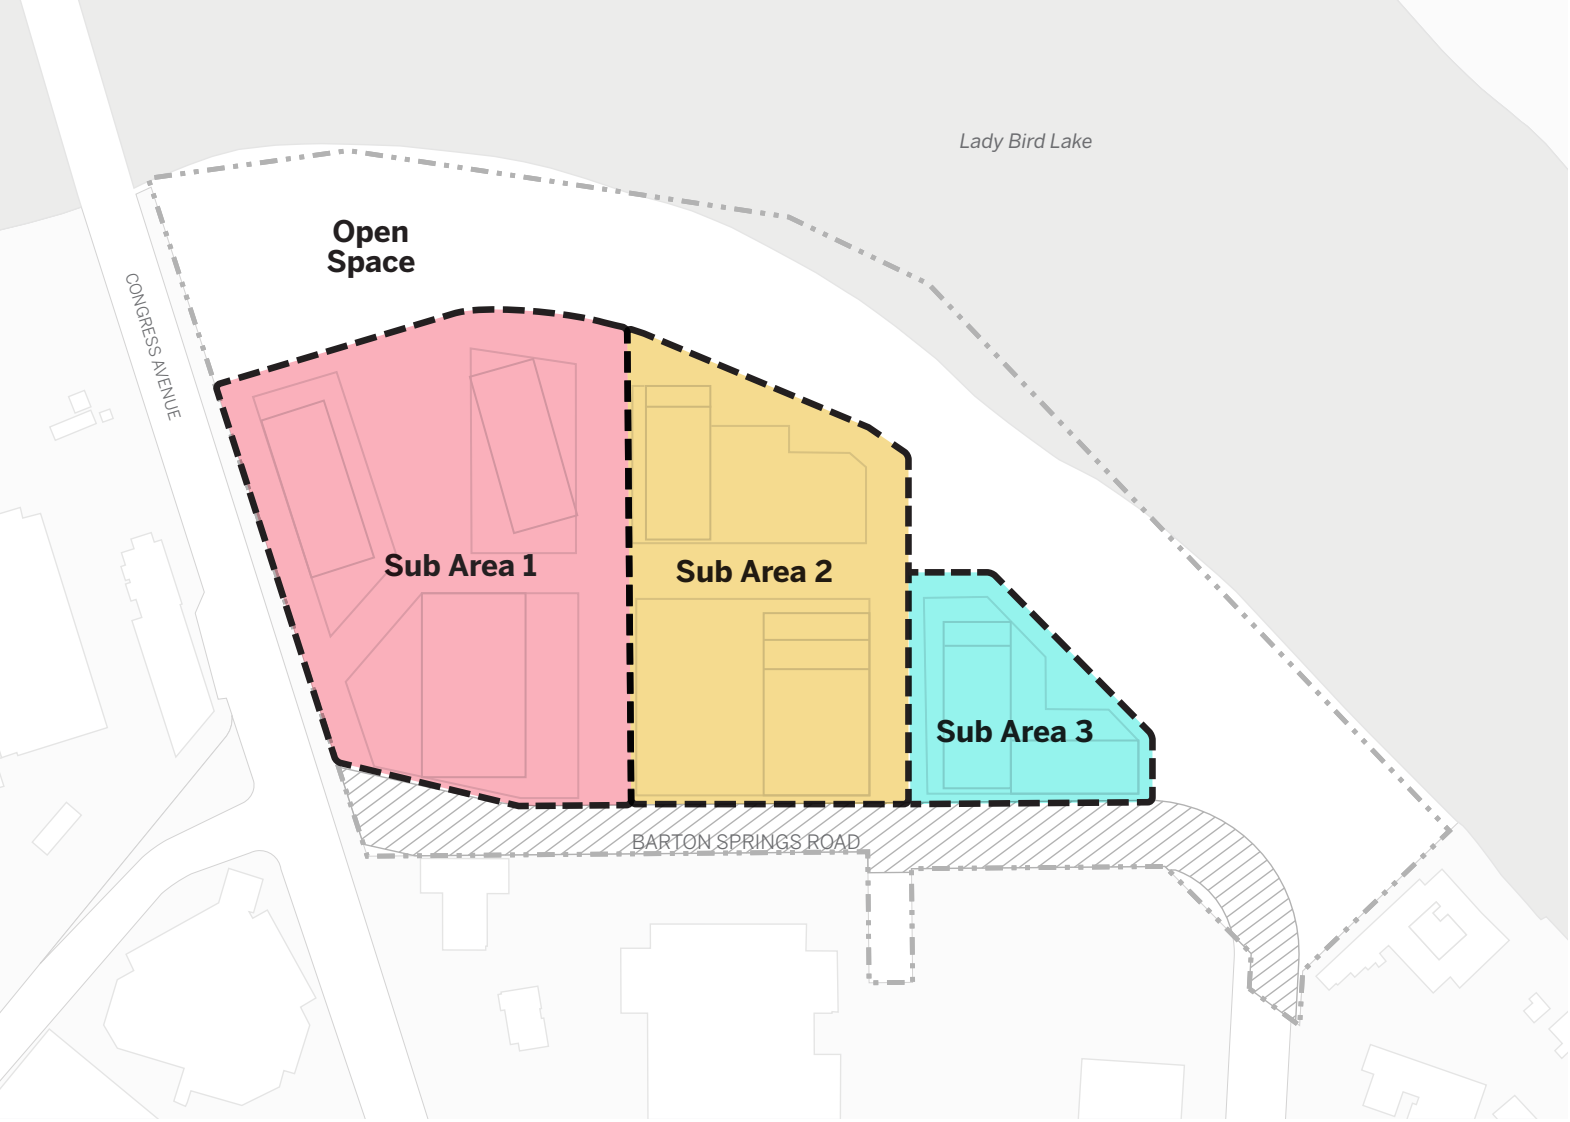 Lady Bird Lake
Open
Space
CONGRESS AVENUE
Sub Area 1
Sub Area 2
Sub Area 3
BARTON SPRINGS ROAD